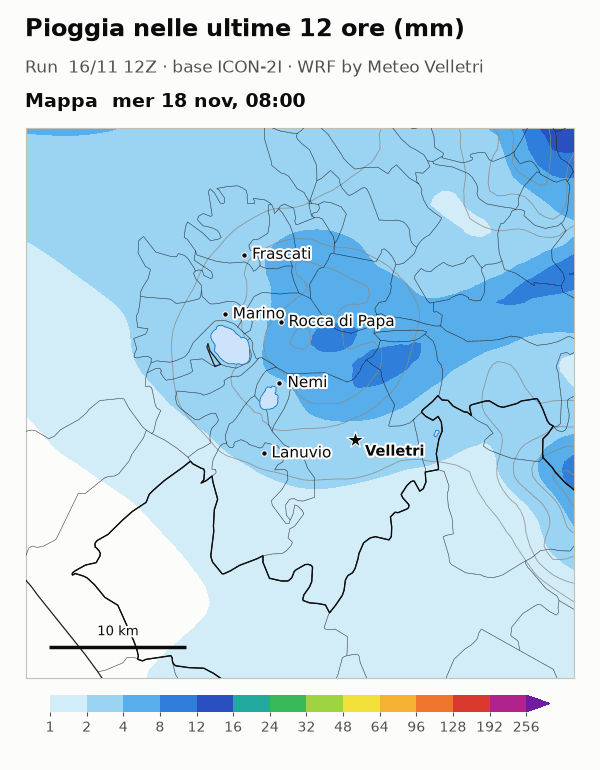 Pioggia nelle ultime 12 ore (mm)
Run 16/11 12Z · base ICON-2I · WRF by Meteo Velletri
Mappa mer 18 nov, 08:00
Frascati
Marino
Rocca di Papa
Nemi
Velletri
Lanuvio
10 km
1 2 4 8 12 16 24 32 48 64 96 128 192 256